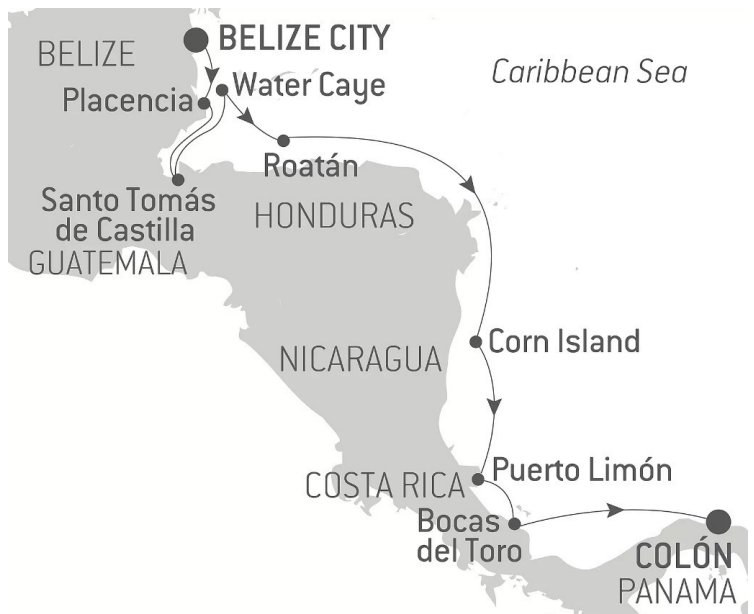 BELIZE CITY
BELIZE
Caribbean Sea
Water Caye
Placencia
Roatán
Santo Tomás
de Castilla
HONDURAS
GUATEMALA
Corn Island
NICARAGUA
Puerto Limón
COSTA RICA
Bocas
del Toro
COLÓN
PANAMA